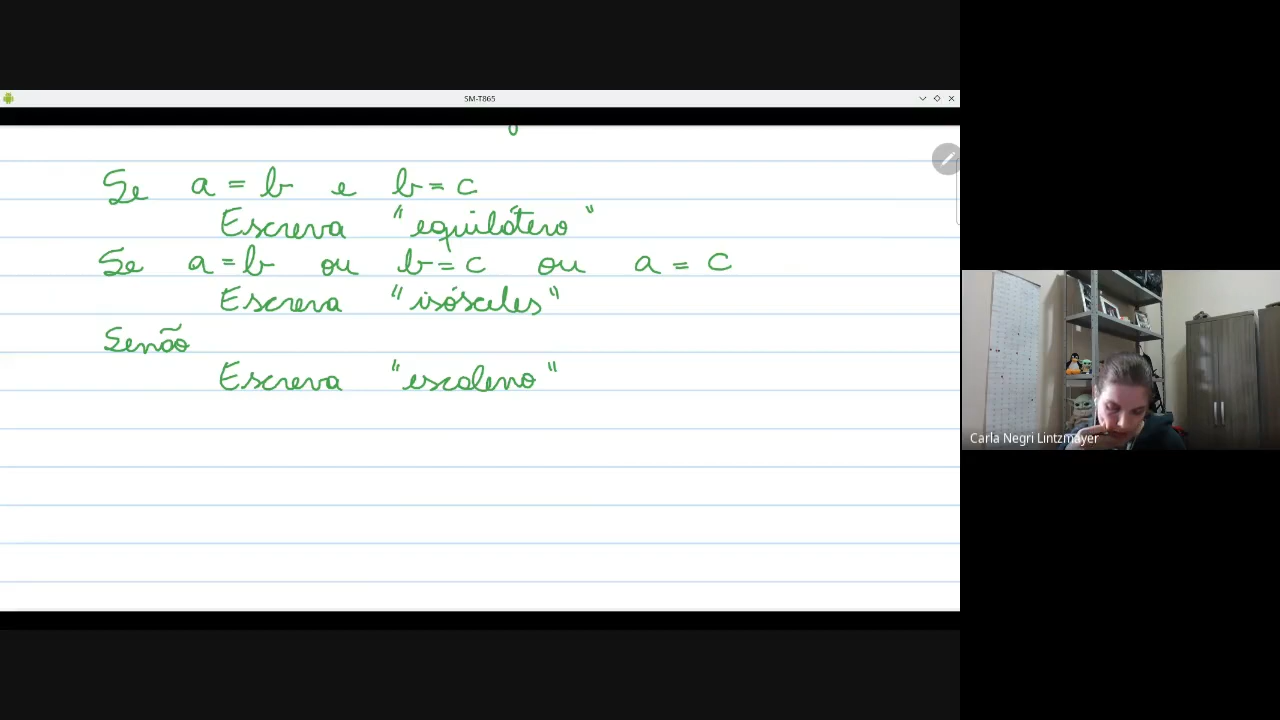 SM-T865
Se a = b e b = c
Escreva "equilátero"
Se a = b ou b = c ou a = c
Escreva "isósceles"
Senão
Escreva "escaleno"
Carla Negri Lintzmayer